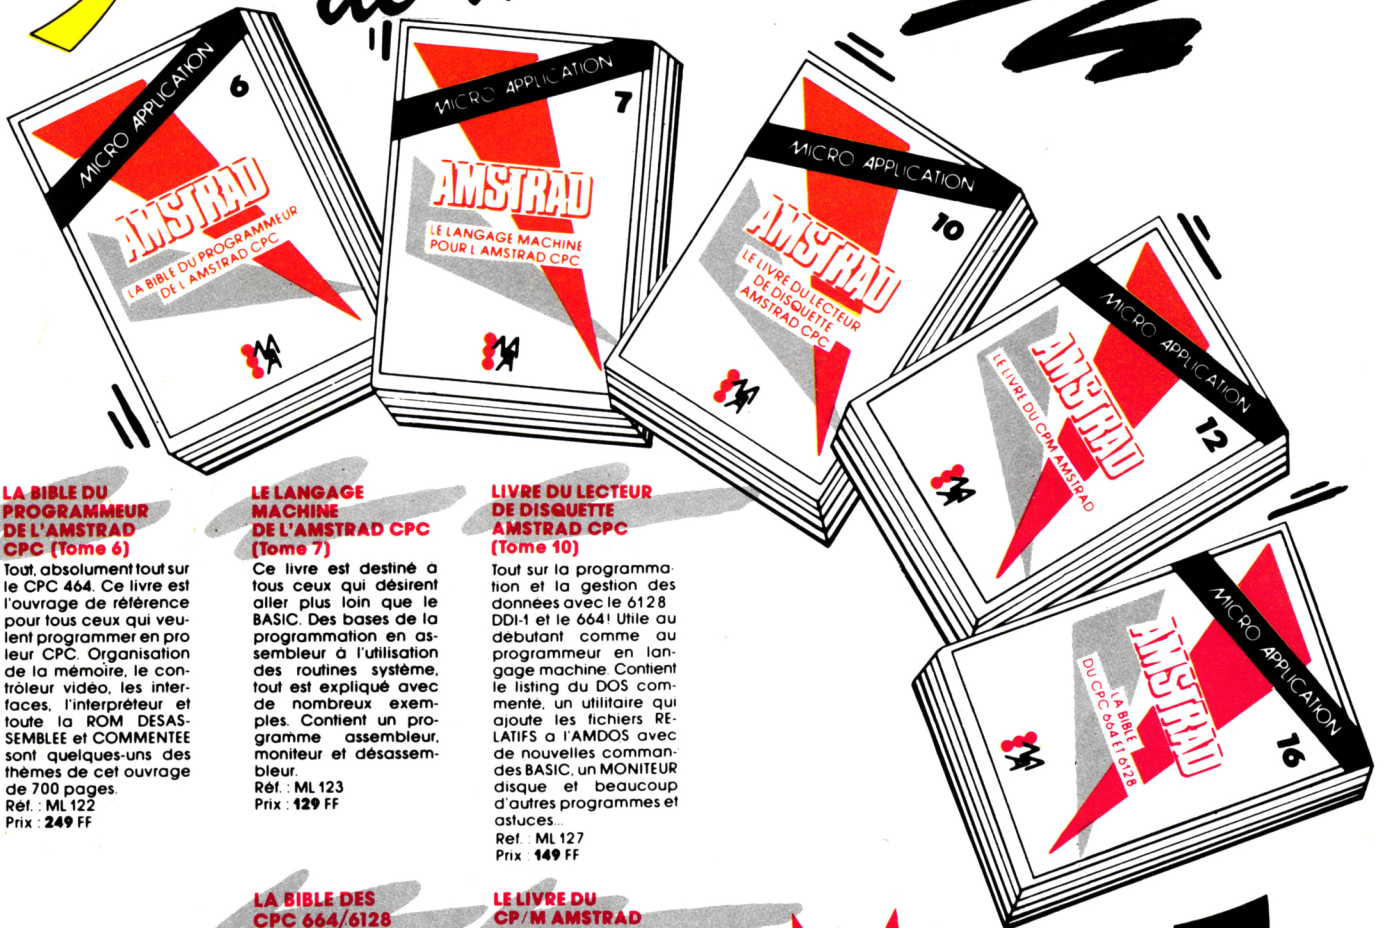 MICRO APPLICATION
6
AMSTRAD
LA BIBLE DU PROGRAMMEUR
DE L AMSTRAD CPC
MICRO APPLICATION
7
AMSTRAD
LE LANGAGE MACHINE
POUR L AMSTRAD CPC
MICRO APPLICATION
10
AMSTRAD
LE LIVRE DU LECTEUR
DE DISQUETTE
AMSTRAD CPC
MICRO APPLICATION
12
AMSTRAD
LE LIVRE DU CPM AMSTRAD
MICRO APPLICATION
16
AMSTRAD
LA BIBLE
DU CPC 664 ET 6128
LA BIBLE DU
PROGRAMMEUR
DE L'AMSTRAD
CPC (Tome 6)
Tout, absolument tout sur
le CPC 464. Ce livre est
l'ouvrage de référence
pour tous ceux qui veu-
lent programmer en pro
leur CPC. Organisation
de la mémoire, le con-
trôleur vidéo, les inter-
faces, l'interpréteur et
toute la ROM DESAS-
SEMBLEE et COMMENTEE
sont quelques-uns des
thèmes de cet ouvrage
de 700 pages.
Réf. : ML 122
Prix : 249 FF
LE LANGAGE
MACHINE
DE L'AMSTRAD CPC
(Tome 7)
Ce livre est destiné à
tous ceux qui désirent
aller plus loin que le
BASIC. Des bases de la
programmation en as-
sembleur à l'utilisation
des routines système,
tout est expliqué avec
de nombreux exem-
ples. Contient un pro-
gramme assembleur,
moniteur et désassem-
bleur.
Réf. : ML 123
Prix : 129 FF
LIVRE DU LECTEUR
DE DISQUETTE
AMSTRAD CPC
(Tome 10)
Tout sur la programma-
tion et la gestion des
données avec le 6128
DDI-1 et le 664! Utile au
débutant comme au
programmeur en lan-
gage machine. Contient
le listing du DOS com-
mente, un utilitaire qui
ajoute les fichiers RE-
LATIFS a l'AMDOS avec
de nouvelles comman-
des BASIC, un MONITEUR
disque et beaucoup
d'autres programmes et
astuces...
Ref. : ML 127
Prix : 149 FF
LA BIBLE DES
CPC 664/6128
LE LIVRE DU
CP/M AMSTRAD